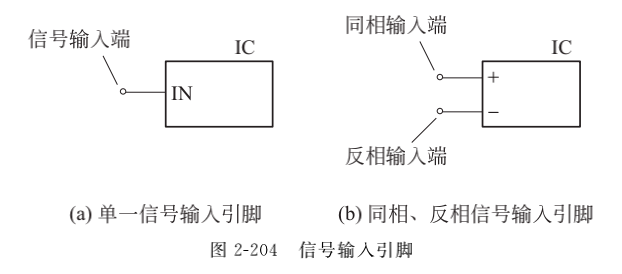 信号输入端
IC
IN
(a) 单一信号输入引脚
同相输入端
IC
+
−
反相输入端
(b) 同相、反相信号输入引脚
图 2-204 信号输入引脚